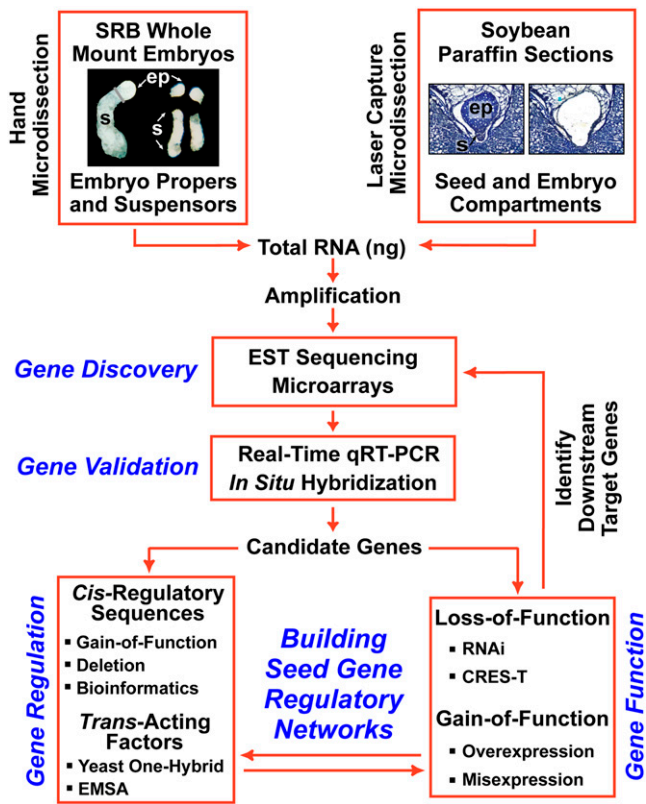 SRB Whole
Mount Embryos
ep
s
s
Embryo Propers
and Suspensors
Hand
Microdissection
Soybean
Paraffin Sections
ep
s
Seed and Embryo
Compartments
Laser Capture
Microdissection
Total RNA (ng)
Amplification
Gene Discovery
EST Sequencing
Microarrays
Gene Validation
Real-Time qRT-PCR
In Situ Hybridization
Identify
Downstream
Target Genes
Candidate Genes
Gene Regulation
Cis-Regulatory
Sequences
▪ Gain-of-Function
▪ Deletion
▪ Bioinformatics
Trans-Acting
Factors
▪ Yeast One-Hybrid
▪ EMSA
Building
Seed Gene
Regulatory
Networks
Loss-of-Function
▪ RNAi
▪ CRES-T
Gain-of-Function
▪ Overexpression
▪ Misexpression
Gene Function